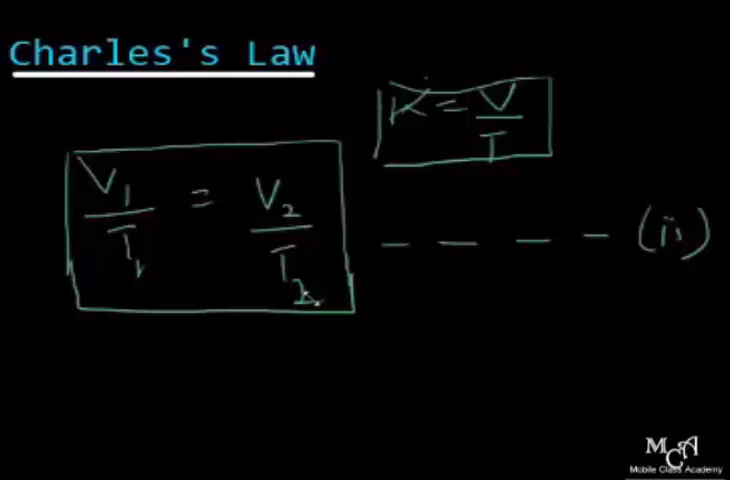 Charles's Law
K = V/T
V₁/T₁ = V₂/T₂ - - - - (ii)
MCA
Mobile Class Academy